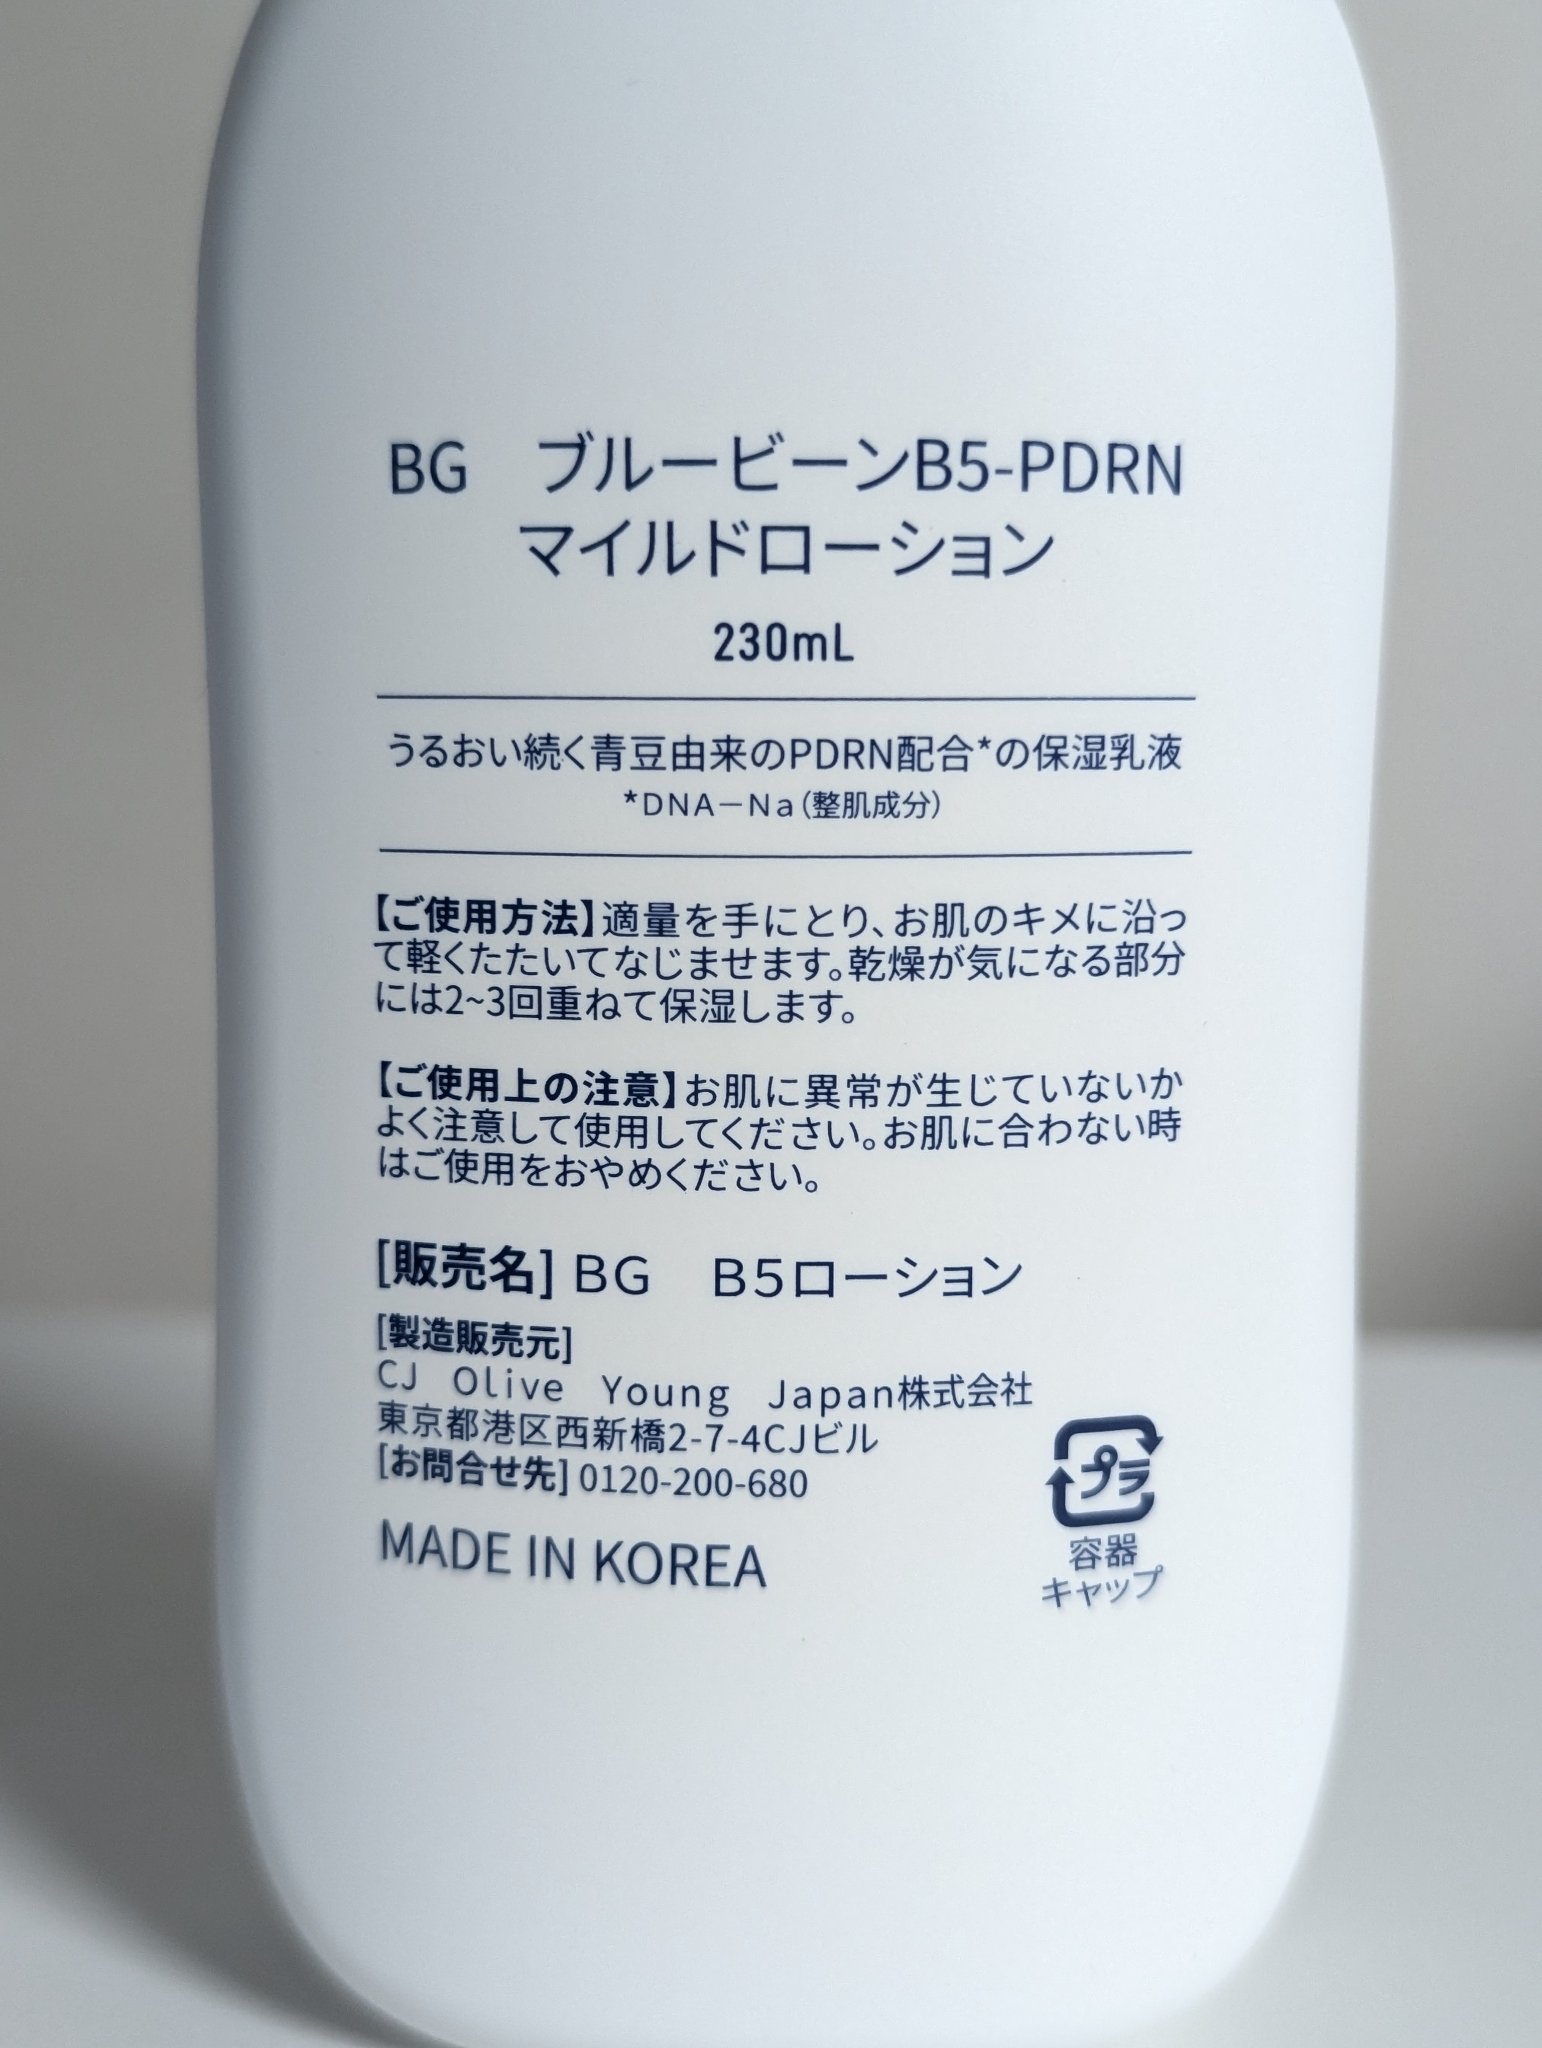 BG　ブルービーンB5-PDRN
マイルドローション
230mL
うるおい続く青豆由来のPDRN配合*の保湿乳液
*DNA－Na（整肌成分）
【ご使用方法】適量を手にとり、お肌のキメに沿っ
て軽くたたいてなじませます。乾燥が気になる部分
には2~3回重ねて保湿します。
【ご使用上の注意】お肌に異常が生じていないか
よく注意して使用してください。お肌に合わない時
はご使用をおやめください。
[販売名] BG　B5ローション
[製造販売元]
CJ　Olive　Young　Japan株式会社
東京都港区西新橋2-7-4CJビル
[お問合せ先] 0120-200-680
MADE IN KOREA
プラ
容器
キャップ